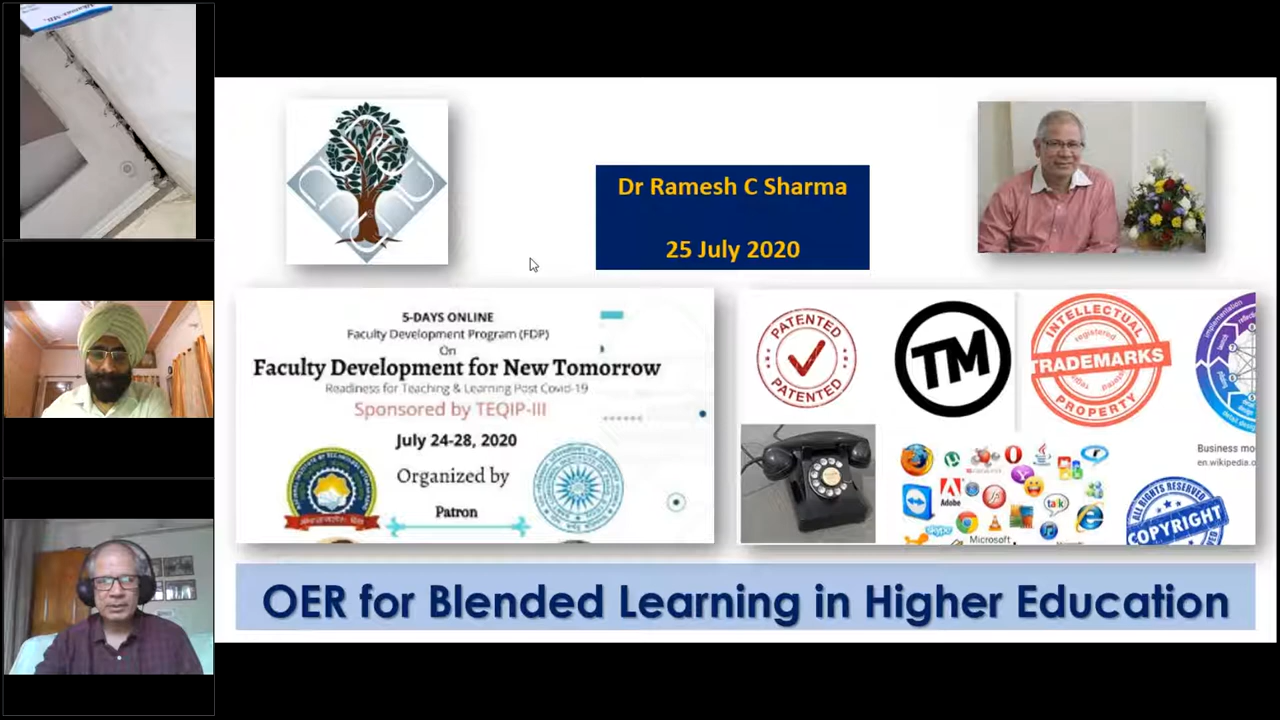 Dr Ramesh C Sharma
25 July 2020
5-DAYS ONLINE
Faculty Development Program (FDP)
On
Faculty Development for New Tomorrow
Readiness for Teaching & Learning Post Covid-19
Sponsored by TEQIP-III
July 24-28, 2020
Organized by
Patron
PATENTED
PATENTED
TM
INTELLECTUAL
registered
TRADEMARKS
PROPERTY
Business mo
en.wikipedia.o
Adobe
talk
skype
Microsoft
ALL RIGHTS RESERVED
COPYRIGHT
OER for Blended Learning in Higher Education